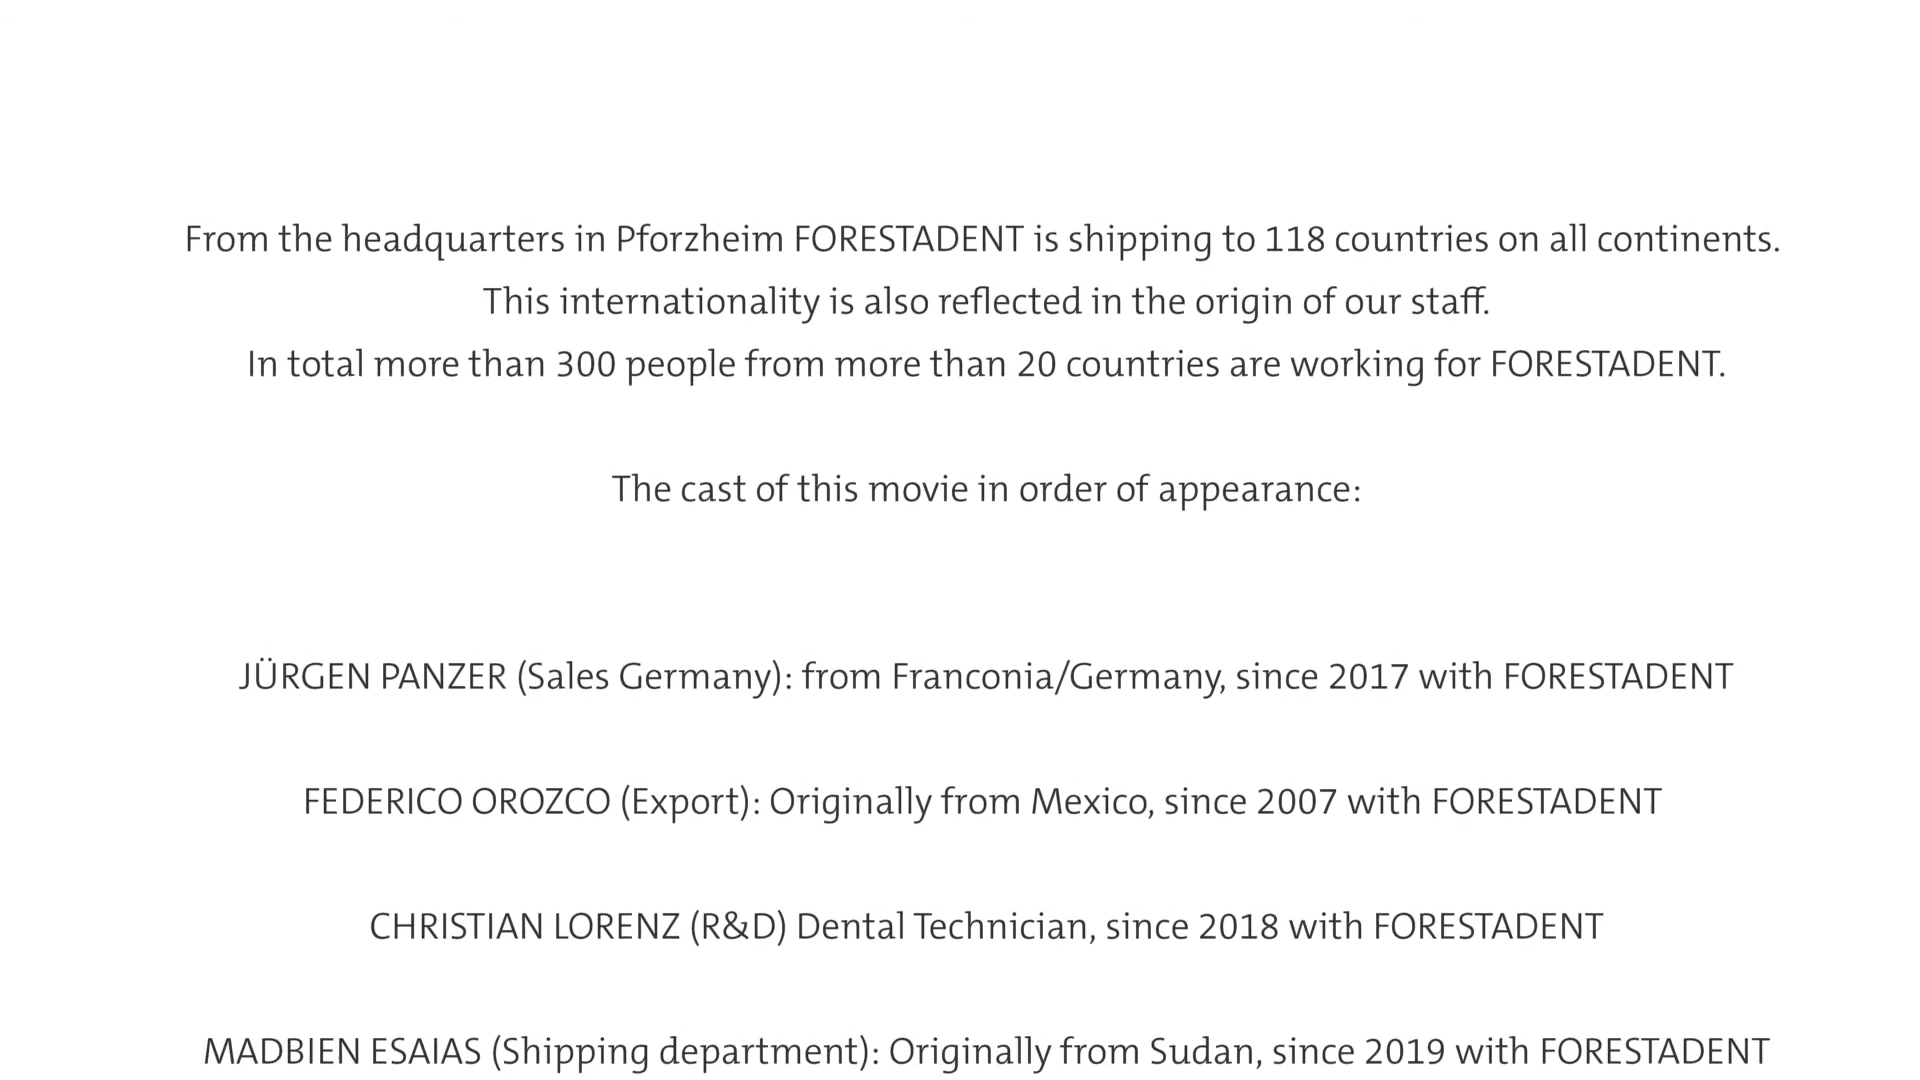 From the headquarters in Pforzheim FORESTADENT is shipping to 118 countries on all continents.
This internationality is also reflected in the origin of our staff.
In total more than 300 people from more than 20 countries are working for FORESTADENT.
The cast of this movie in order of appearance:
JÜRGEN PANZER (Sales Germany): from Franconia/Germany, since 2017 with FORESTADENT
FEDERICO OROZCO (Export): Originally from Mexico, since 2007 with FORESTADENT
CHRISTIAN LORENZ (R&D) Dental Technician, since 2018 with FORESTADENT
MADBIEN ESAIAS (Shipping department): Originally from Sudan, since 2019 with FORESTADENT